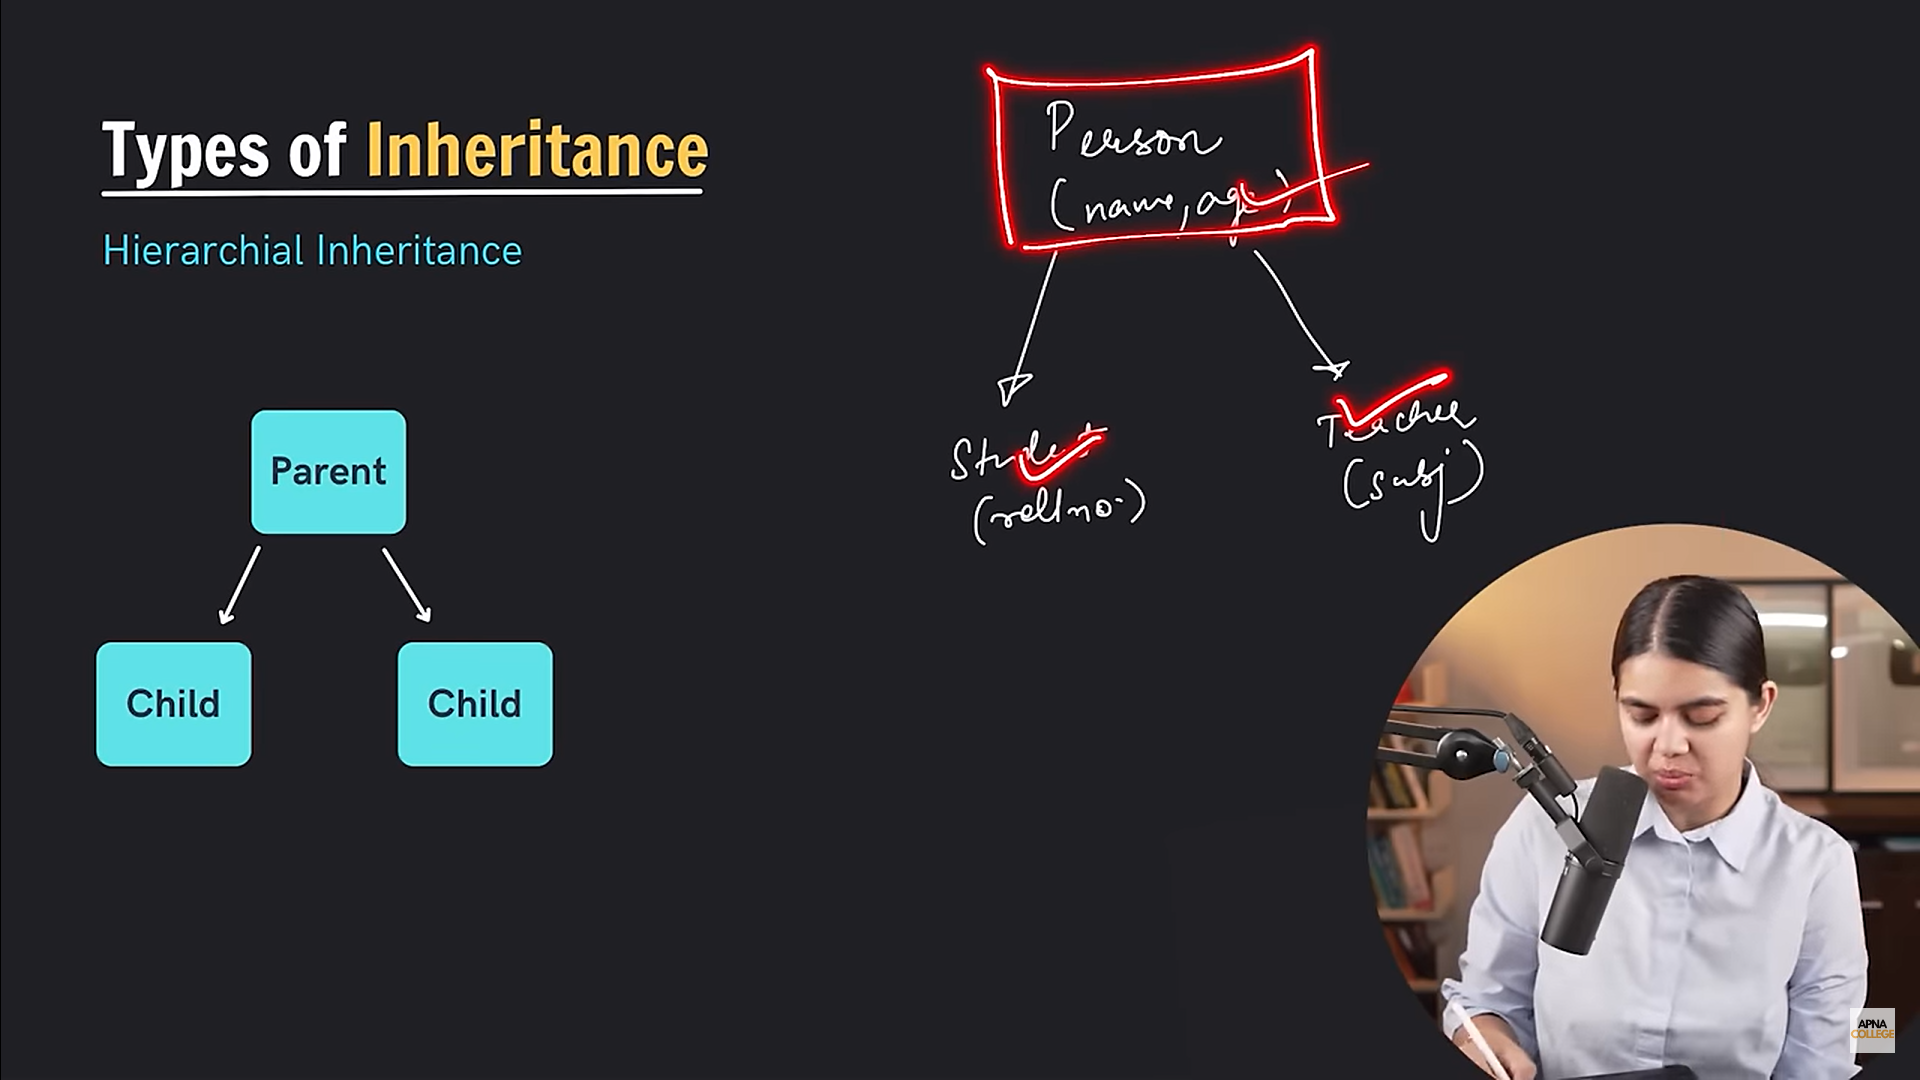 Types of Inheritance
Hierarchial Inheritance
Parent
Child
Child
Person
(name, age)
Student
(rollno.)
Teacher
(subj)
APNA
COLLEGE